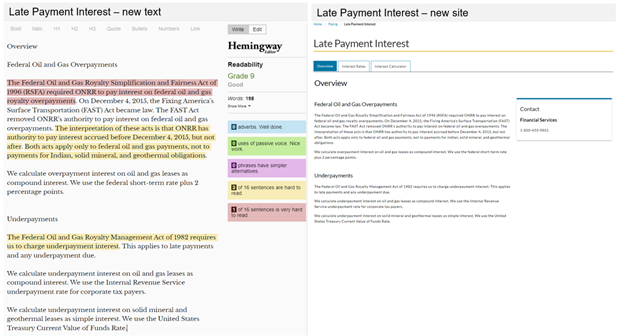 Late Payment Interest – new text
Bold Italic H1 H2 H3 Quote Bullets Numbers Link
Write Edit
Overview
Federal Oil and Gas Overpayments
The Federal Oil and Gas Royalty Simplification and Fairness Act of
1996 (RSFA) required ONRR to pay interest on federal oil and gas
royalty overpayments. On December 4, 2015, the Fixing America's
Surface Transportation (FAST) Act became law. The FAST Act
removed ONRR's authority to pay interest on federal oil and gas
overpayments. The interpretation of these acts is that ONRR has
authority to pay interest accrued before December 4, 2015, but not
after. Both acts apply only to federal oil and gas payments, not to
payments for Indian, solid mineral, and geothermal obligations.
We calculate overpayment interest on oil and gas leases as
compound interest. We use the federal short-term rate plus 2
percentage points.
Underpayments
The Federal Oil and Gas Royalty Management Act of 1982 requires
us to charge underpayment interest. This applies to late payments
and any underpayment due.
We calculate underpayment interest on oil and gas leases as
compound interest. We use the Internal Revenue Service
underpayment rate for corporate tax payers.
We calculate underpayment interest on solid mineral and
geothermal leases as simple interest. We use the United States
Treasury Current Value of Funds Rate.
Hemingway
Editor
Readability
Grade 9
Good
Words: 198
Show More
0 adverbs. Well done.
0 uses of passive voice. Nice
work.
0 phrases have simpler
alternatives.
2 of 16 sentences are hard to
read.
1 of 16 sentences is very hard
to read.
Late Payment Interest – new site
Home Paying Late Payment Interest
Late Payment Interest
Overview Interest Rates Interest Calculator
Overview
Federal Oil and Gas Overpayments
The Federal Oil and Gas Royalty Simplification and Fairness Act of 1996 (RSFA) required ONRR to pay interest on
federal oil and gas royalty overpayments. On December 5, 2015, the Fixing America's Surface Transportation (FAST)
Act became law. The FAST Act removed ONRR's authority to pay interest on federal oil and gas overpayments. The
interpretation of these acts is that ONRR has authority to pay interest accrued before December 4, 2015, but not
after. Both acts apply only to federal oil and gas payments, not to payments for Indian, solid mineral, and geothermal
obligations.
We calculate overpayment interest on oil and gas leases as compound interest. We use the federal short-term rate
plus 2 percentage points.
Underpayments
The Federal Oil and Gas Royalty Management Act of 1982 requires us to charge underpayment interest. This applies
to late payments and any underpayment due.
We calculate underpayment interest on oil and gas leases as compound interest. We use the Internal Revenue
Service underpayment rate for corporate tax payers.
We calculate underpayment interest on solid mineral and geothermal leases as simple interest. We use the United
States Treasury Current Value of Funds Rate.
Contact
Financial Services